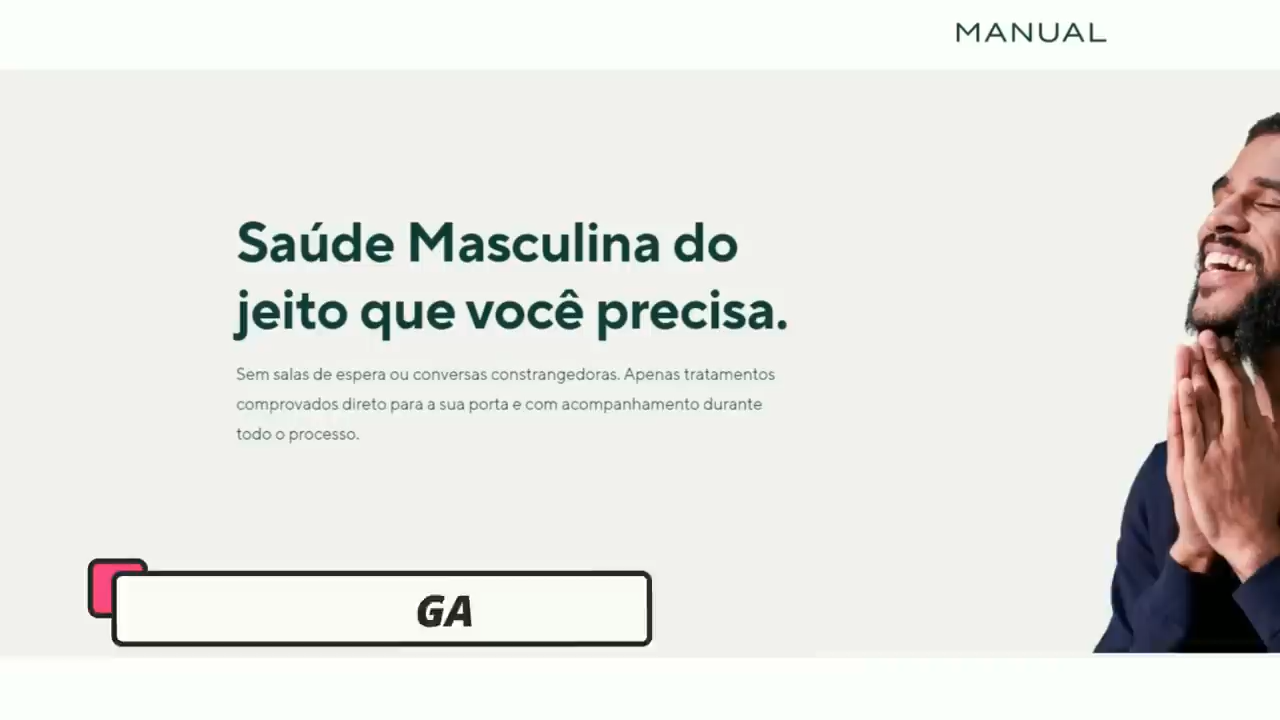 MANUAL
Saúde Masculina do
jeito que você precisa.
Sem salas de espera ou conversas constrangedoras. Apenas tratamentos
comprovados direto para a sua porta e com acompanhamento durante
todo o processo.
GA